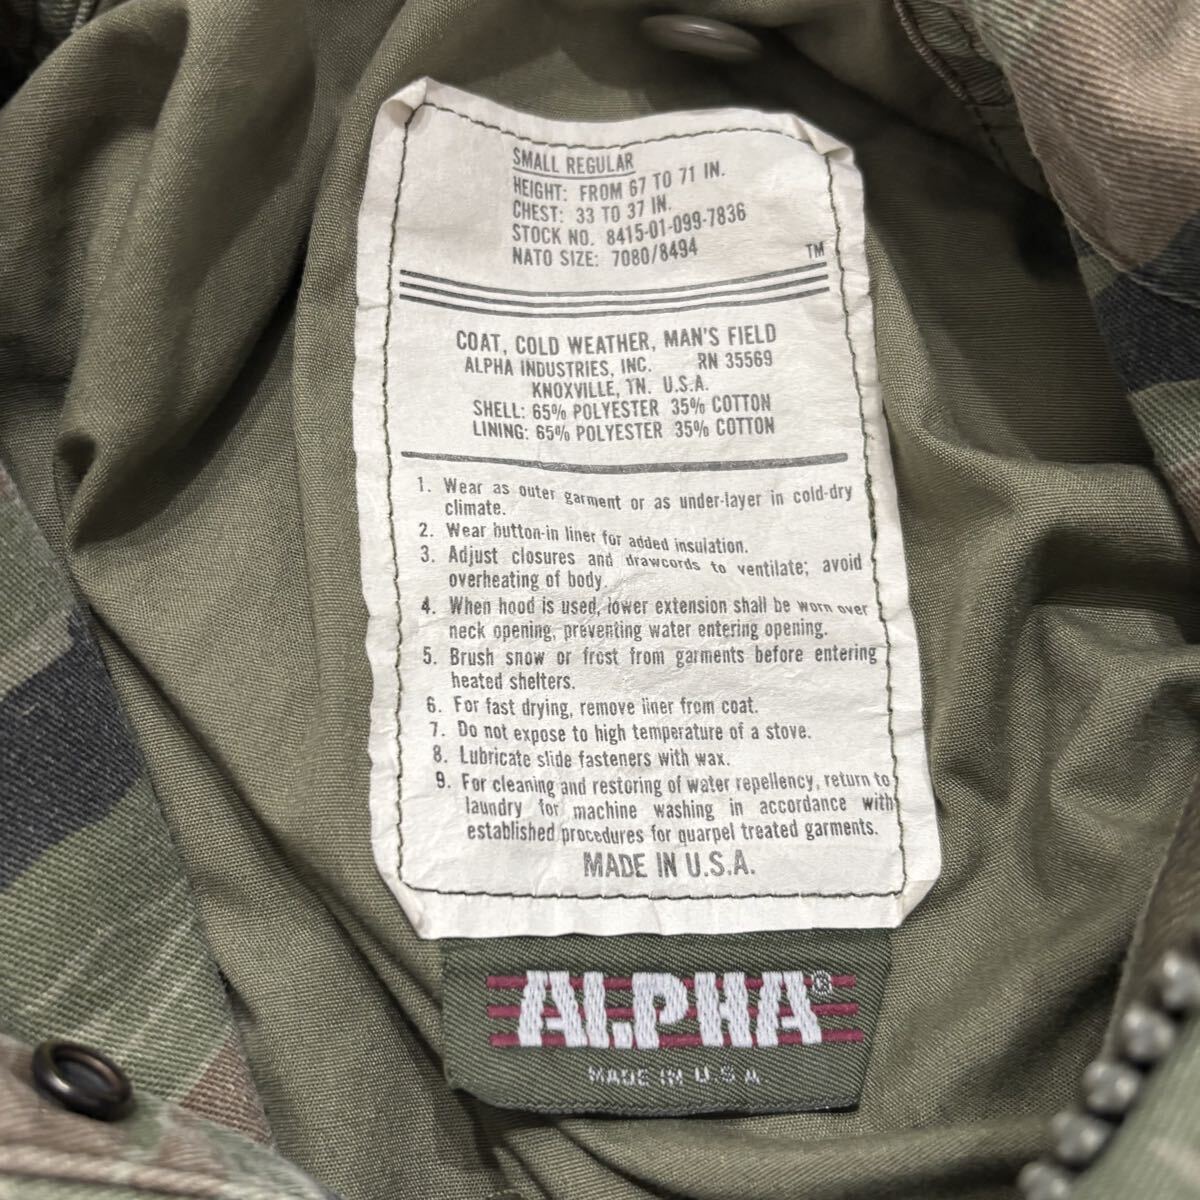 SMALL REGULAR
HEIGHT: FROM 67 TO 71 IN.
CHEST: 33 TO 37 IN.
STOCK NO. 8415-01-099-7836
NATO SIZE: 7080/8494
TM
COAT, COLD WEATHER, MAN'S FIELD
ALPHA INDUSTRIES, INC. RN 35569
KNOXVILLE, TN. U.S.A.
SHELL: 65% POLYESTER 35% COTTON
LINING: 65% POLYESTER 35% COTTON
1. Wear as outer garment or as under-layer in cold-dry
climate.
2. Wear button-in liner for added insulation.
3. Adjust closures and drawcords to ventilate; avoid
overheating of body.
4. When hood is used, lower extension shall be worn over
neck opening, preventing water entering opening.
5. Brush snow or frost from garments before entering
heated shelters.
6. For fast drying, remove liner from coat.
7. Do not expose to high temperature of a stove.
8. Lubricate slide fasteners with wax.
9. For cleaning and restoring of water repellency, return to
laundry for machine washing in accordance with
established procedures for quarpel treated garments.
MADE IN U.S.A.
ALPHA®
MADE IN U.S.A